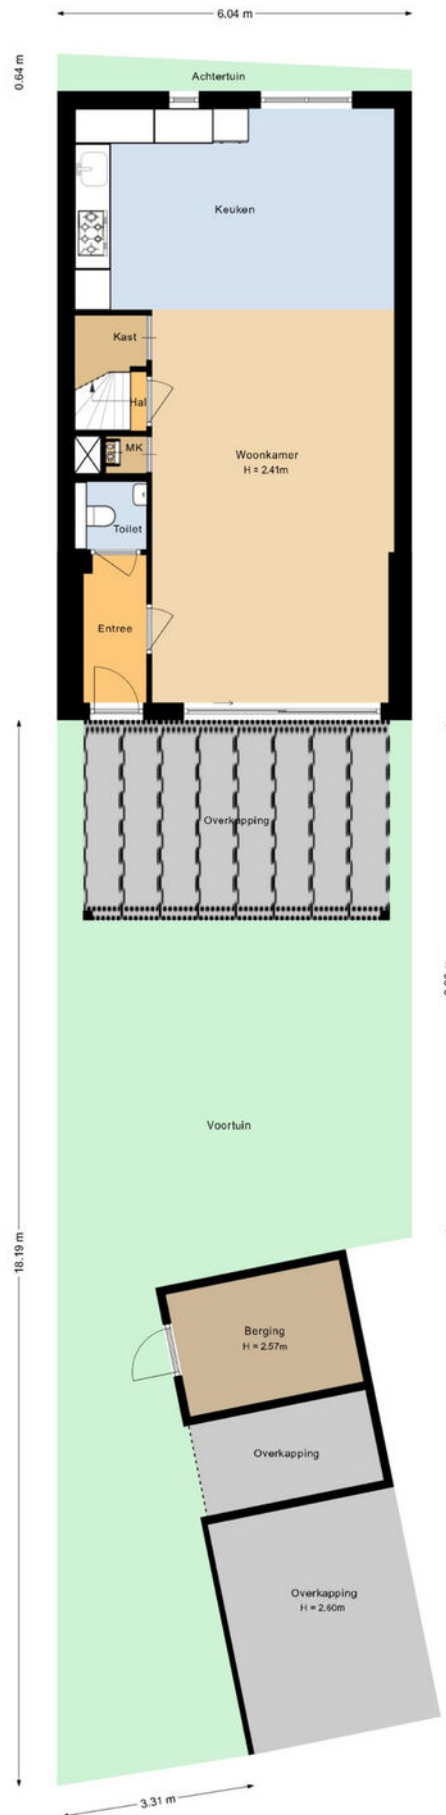 6.04 m
0.64 m
Achtertuin
Keuken
Kast
Hal
MK
Woonkamer
H = 2.41m
Toilet
Entree
Overkapping
Voortuin
18.19 m
Berging
H = 2.57m
Overkapping
Overkapping
H = 2.60m
3.31 m